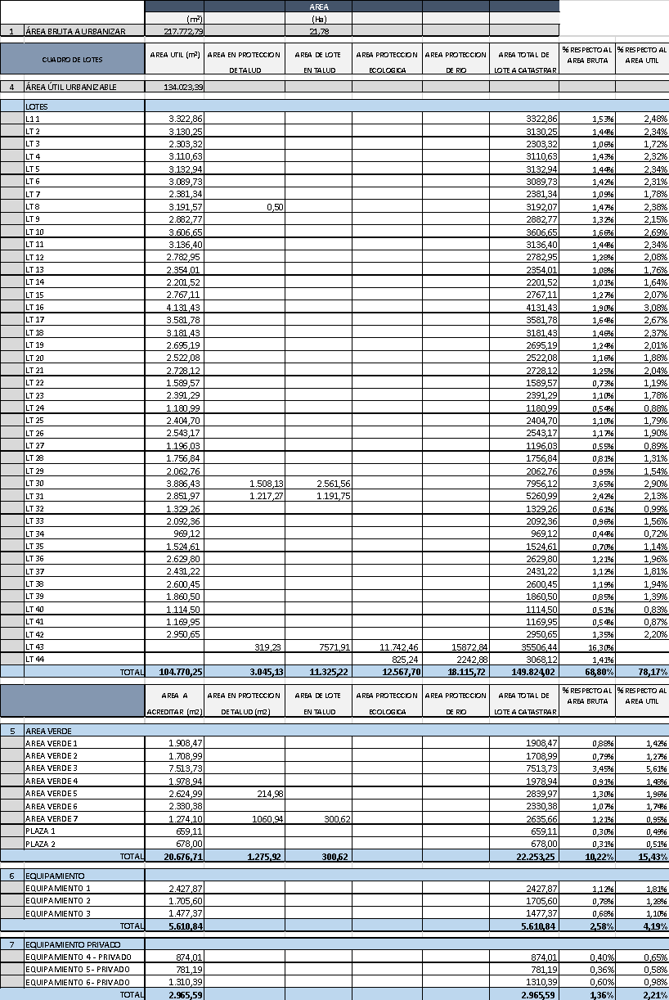 AREA
(m²) (Ha)
1 ÁREA BRUTA A URBANIZAR 217.772,79 21,78
CUADRO DE LOTES AREA UTIL (m²) AREA EN PROTECCION DE TALUD AREA DE LOTE EN TALUD AREA PROTECCION ECOLOGICA AREA PROTECCION DE RIO AREA TOTAL DE LOTE A CATASTRAR % RESPECTO AL AREA BRUTA % RESPECTO AL AREA UTIL
4 ÁREA ÚTIL URBANIZABLE 134.023,39
LOTES
LT 1 3.322,86 3322,86 1,53% 2,48%
LT 2 3.130,25 3130,25 1,44% 2,34%
LT 3 2.303,32 2303,32 1,06% 1,72%
LT 4 3.110,63 3110,63 1,43% 2,32%
LT 5 3.132,94 3132,94 1,44% 2,34%
LT 6 3.089,73 3089,73 1,42% 2,31%
LT 7 2.381,34 2381,34 1,09% 1,78%
LT 8 3.191,57 0,50 3192,07 1,47% 2,38%
LT 9 2.882,77 2882,77 1,32% 2,15%
LT 10 3.606,65 3606,65 1,66% 2,69%
LT 11 3.136,40 3136,40 1,44% 2,34%
LT 12 2.782,95 2782,95 1,28% 2,08%
LT 13 2.354,01 2354,01 1,08% 1,76%
LT 14 2.201,52 2201,52 1,01% 1,64%
LT 15 2.767,11 2767,11 1,27% 2,07%
LT 16 4.131,43 4131,43 1,90% 3,08%
LT 17 3.581,78 3581,78 1,64% 2,67%
LT 18 3.181,43 3181,43 1,46% 2,37%
LT 19 2.695,19 2695,19 1,24% 2,01%
LT 20 2.522,08 2522,08 1,16% 1,88%
LT 21 2.728,12 2728,12 1,25% 2,04%
LT 22 1.589,57 1589,57 0,73% 1,19%
LT 23 2.391,29 2391,29 1,10% 1,78%
LT 24 1.180,99 1180,99 0,54% 0,88%
LT 25 2.404,70 2404,70 1,10% 1,79%
LT 26 2.543,17 2543,17 1,17% 1,90%
LT 27 1.196,03 1196,03 0,55% 0,89%
LT 28 1.756,84 1756,84 0,81% 1,31%
LT 29 2.062,76 2062,76 0,95% 1,54%
LT 30 3.886,43 1.508,13 2.561,56 7956,12 3,65% 2,90%
LT 31 2.851,97 1.217,27 1.191,75 5260,99 2,42% 2,13%
LT 32 1.329,26 1329,26 0,61% 0,99%
LT 33 2.092,36 2092,36 0,96% 1,56%
LT 34 969,12 969,12 0,44% 0,72%
LT 35 1.524,61 1524,61 0,70% 1,14%
LT 36 2.629,80 2629,80 1,21% 1,96%
LT 37 2.431,22 2431,22 1,12% 1,81%
LT 38 2.600,45 2600,45 1,19% 1,94%
LT 39 1.860,50 1860,50 0,85% 1,39%
LT 40 1.114,50 1114,50 0,51% 0,83%
LT 41 1.169,95 1169,95 0,54% 0,87%
LT 42 2.950,65 2950,65 1,35% 2,20%
LT 43 319,23 7571,91 11.742,46 15872,84 35506,44 16,30%
LT 44 825,24 2242,88 3068,12 1,41%
TOTAL 104.770,25 3.045,13 11.325,22 12.567,70 18.115,72 149.824,02 68,80% 78,17%
AREA A ACREDITAR (m2) AREA EN PROTECCION DE TALUD (m2) AREA DE LOTE EN TALUD AREA PROTECCION ECOLOGICA AREA PROTECCION DE RIO AREA TOTAL DE LOTE A CATASTRAR % RESPECTO AL AREA BRUTA % RESPECTO AL AREA UTIL
5 AREA VERDE
AREA VERDE 1 1.908,47 1908,47 0,88% 1,42%
AREA VERDE 2 1.708,99 1708,99 0,79% 1,27%
AREA VERDE 3 7.513,73 7513,73 3,45% 5,61%
AREA VERDE 4 1.978,94 1978,94 0,91% 1,48%
AREA VERDE 5 2.624,99 214,98 2839,97 1,30% 1,96%
AREA VERDE 6 2.330,38 2330,38 1,07% 1,74%
AREA VERDE 7 1.274,10 1060,94 300,62 2635,66 1,21% 0,95%
PLAZA 1 659,11 659,11 0,30% 0,49%
PLAZA 2 678,00 678,00 0,31% 0,51%
TOTAL 20.676,71 1.275,92 300,62 22.253,25 10,22% 15,43%
6 EQUIPAMIENTO
EQUIPAMIENTO 1 2.427,87 2427,87 1,12% 1,81%
EQUIPAMIENTO 2 1.705,60 1705,60 0,78% 1,28%
EQUIPAMIENTO 3 1.477,37 1477,37 0,68% 1,10%
TOTAL 5.610,84 5.610,84 2,58% 4,19%
7 EQUIPAMIENTO PRIVADO
EQUIPAMIENTO 4 - PRIVADO 874,01 874,01 0,40% 0,65%
EQUIPAMIENTO 5 - PRIVADO 781,19 781,19 0,36% 0,58%
EQUIPAMIENTO 6 - PRIVADO 1.310,39 1310,39 0,60% 0,98%
TOTAL 2.965,59 2.965,59 1,36% 2,21%